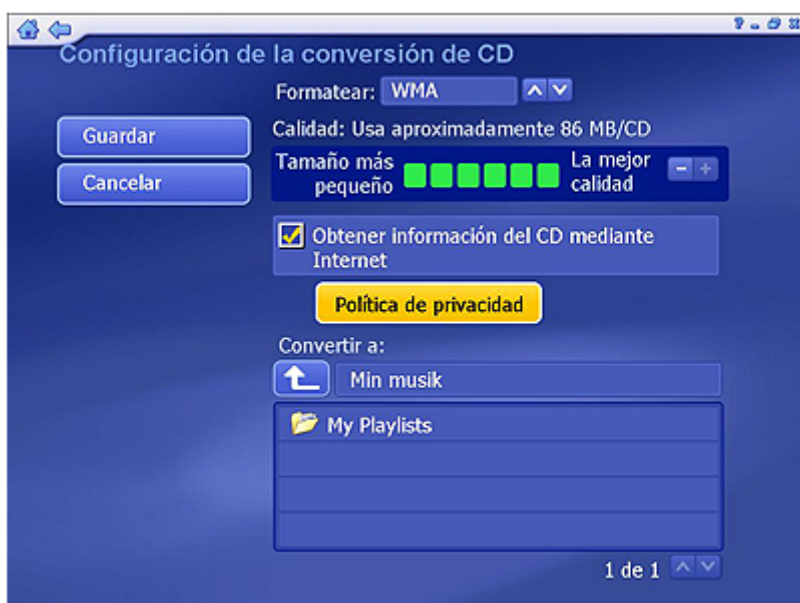 Configuración de la conversión de CD
Formatear: WMA
Guardar
Cancelar
Calidad: Usa aproximadamente 86 MB/CD
Tamaño más
pequeño
La mejor
calidad
Obtener información del CD mediante
Internet
Política de privacidad
Convertir a:
Min musik
My Playlists
1 de 1